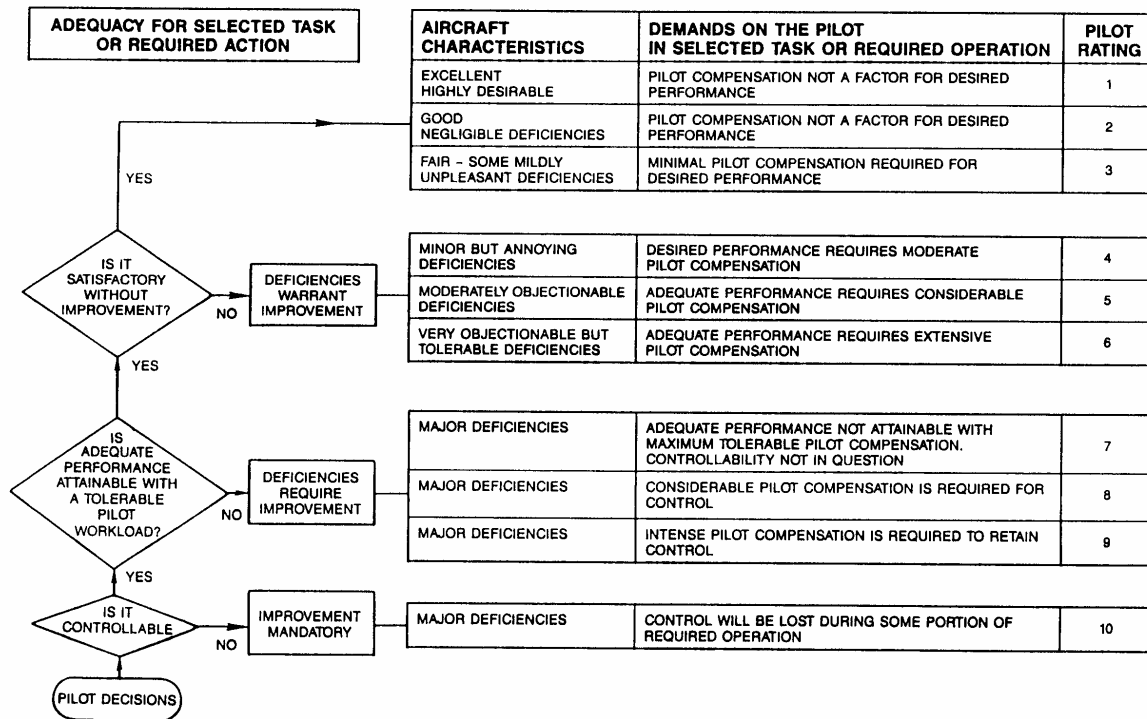 ADEQUACY FOR SELECTED TASK
OR REQUIRED ACTION
AIRCRAFT
CHARACTERISTICS
DEMANDS ON THE PILOT
IN SELECTED TASK OR REQUIRED OPERATION
PILOT
RATING
EXCELLENT
HIGHLY DESIRABLE
PILOT COMPENSATION NOT A FACTOR FOR DESIRED
PERFORMANCE
1
GOOD
NEGLIGIBLE DEFICIENCIES
PILOT COMPENSATION NOT A FACTOR FOR DESIRED
PERFORMANCE
2
FAIR – SOME MILDLY
UNPLEASANT DEFICIENCIES
MINIMAL PILOT COMPENSATION REQUIRED FOR
DESIRED PERFORMANCE
3
YES
IS IT
SATISFACTORY
WITHOUT
IMPROVEMENT?
NO
DEFICIENCIES
WARRANT
IMPROVEMENT
MINOR BUT ANNOYING
DEFICIENCIES
DESIRED PERFORMANCE REQUIRES MODERATE
PILOT COMPENSATION
4
MODERATELY OBJECTIONABLE
DEFICIENCIES
ADEQUATE PERFORMANCE REQUIRES CONSIDERABLE
PILOT COMPENSATION
5
VERY OBJECTIONABLE BUT
TOLERABLE DEFICIENCIES
ADEQUATE PERFORMANCE REQUIRES EXTENSIVE
PILOT COMPENSATION
6
YES
IS
ADEQUATE
PERFORMANCE
ATTAINABLE WITH
A TOLERABLE
PILOT
WORKLOAD?
NO
DEFICIENCIES
REQUIRE
IMPROVEMENT
MAJOR DEFICIENCIES
ADEQUATE PERFORMANCE NOT ATTAINABLE WITH
MAXIMUM TOLERABLE PILOT COMPENSATION.
CONTROLLABILITY NOT IN QUESTION
7
MAJOR DEFICIENCIES
CONSIDERABLE PILOT COMPENSATION IS REQUIRED FOR
CONTROL
8
MAJOR DEFICIENCIES
INTENSE PILOT COMPENSATION IS REQUIRED TO RETAIN
CONTROL
9
YES
IS IT
CONTROLLABLE
NO
IMPROVEMENT
MANDATORY
MAJOR DEFICIENCIES
CONTROL WILL BE LOST DURING SOME PORTION OF
REQUIRED OPERATION
10
PILOT DECISIONS